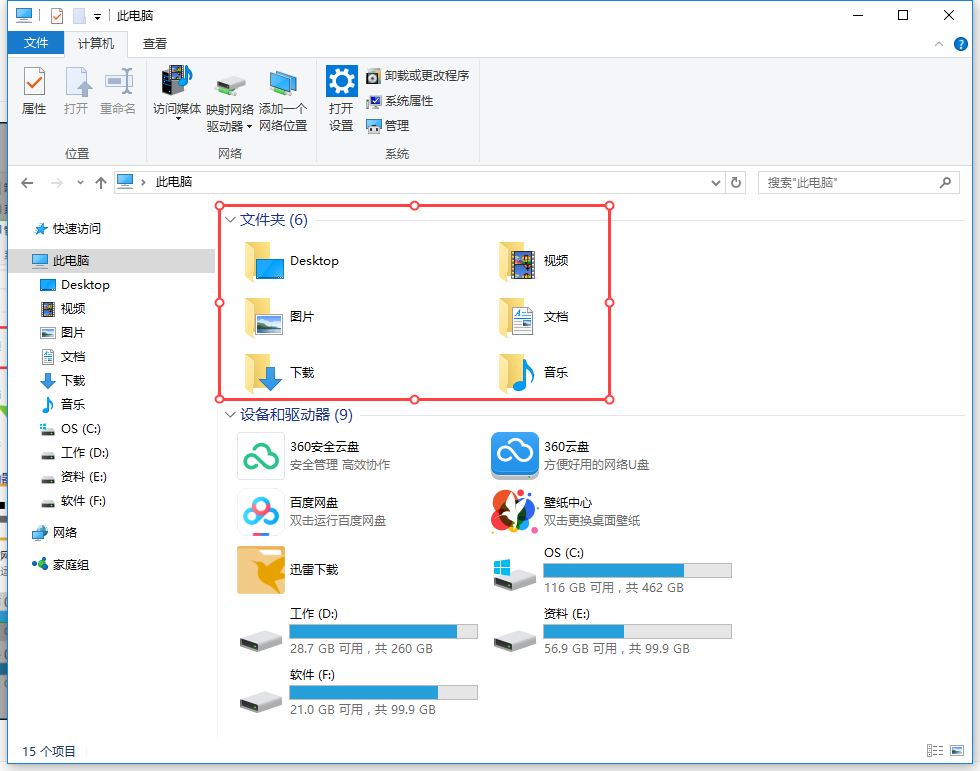 此电脑
文件 计算机 查看
属性 打开 重命名 访问媒体 映射网络驱动器 添加一个网络位置 打开设置 卸载或更改程序
系统属性
管理
位置 网络 系统
此电脑 搜索"此电脑"
快速访问
此电脑
Desktop
视频
图片
文档
下载
音乐
OS (C:)
工作 (D:)
资料 (E:)
软件 (F:)
网络
家庭组
文件夹 (6)
Desktop 视频
图片 文档
下载 音乐
设备和驱动器 (9)
360安全云盘
安全管理 高效协作
360云盘
方便好用的网络U盘
百度网盘
双击运行百度网盘
壁纸中心
双击更换桌面壁纸
迅雷下载
OS (C:)
116 GB 可用，共 462 GB
工作 (D:)
28.7 GB 可用，共 260 GB
资料 (E:)
56.9 GB 可用，共 99.9 GB
软件 (F:)
21.0 GB 可用，共 99.9 GB
15 个项目